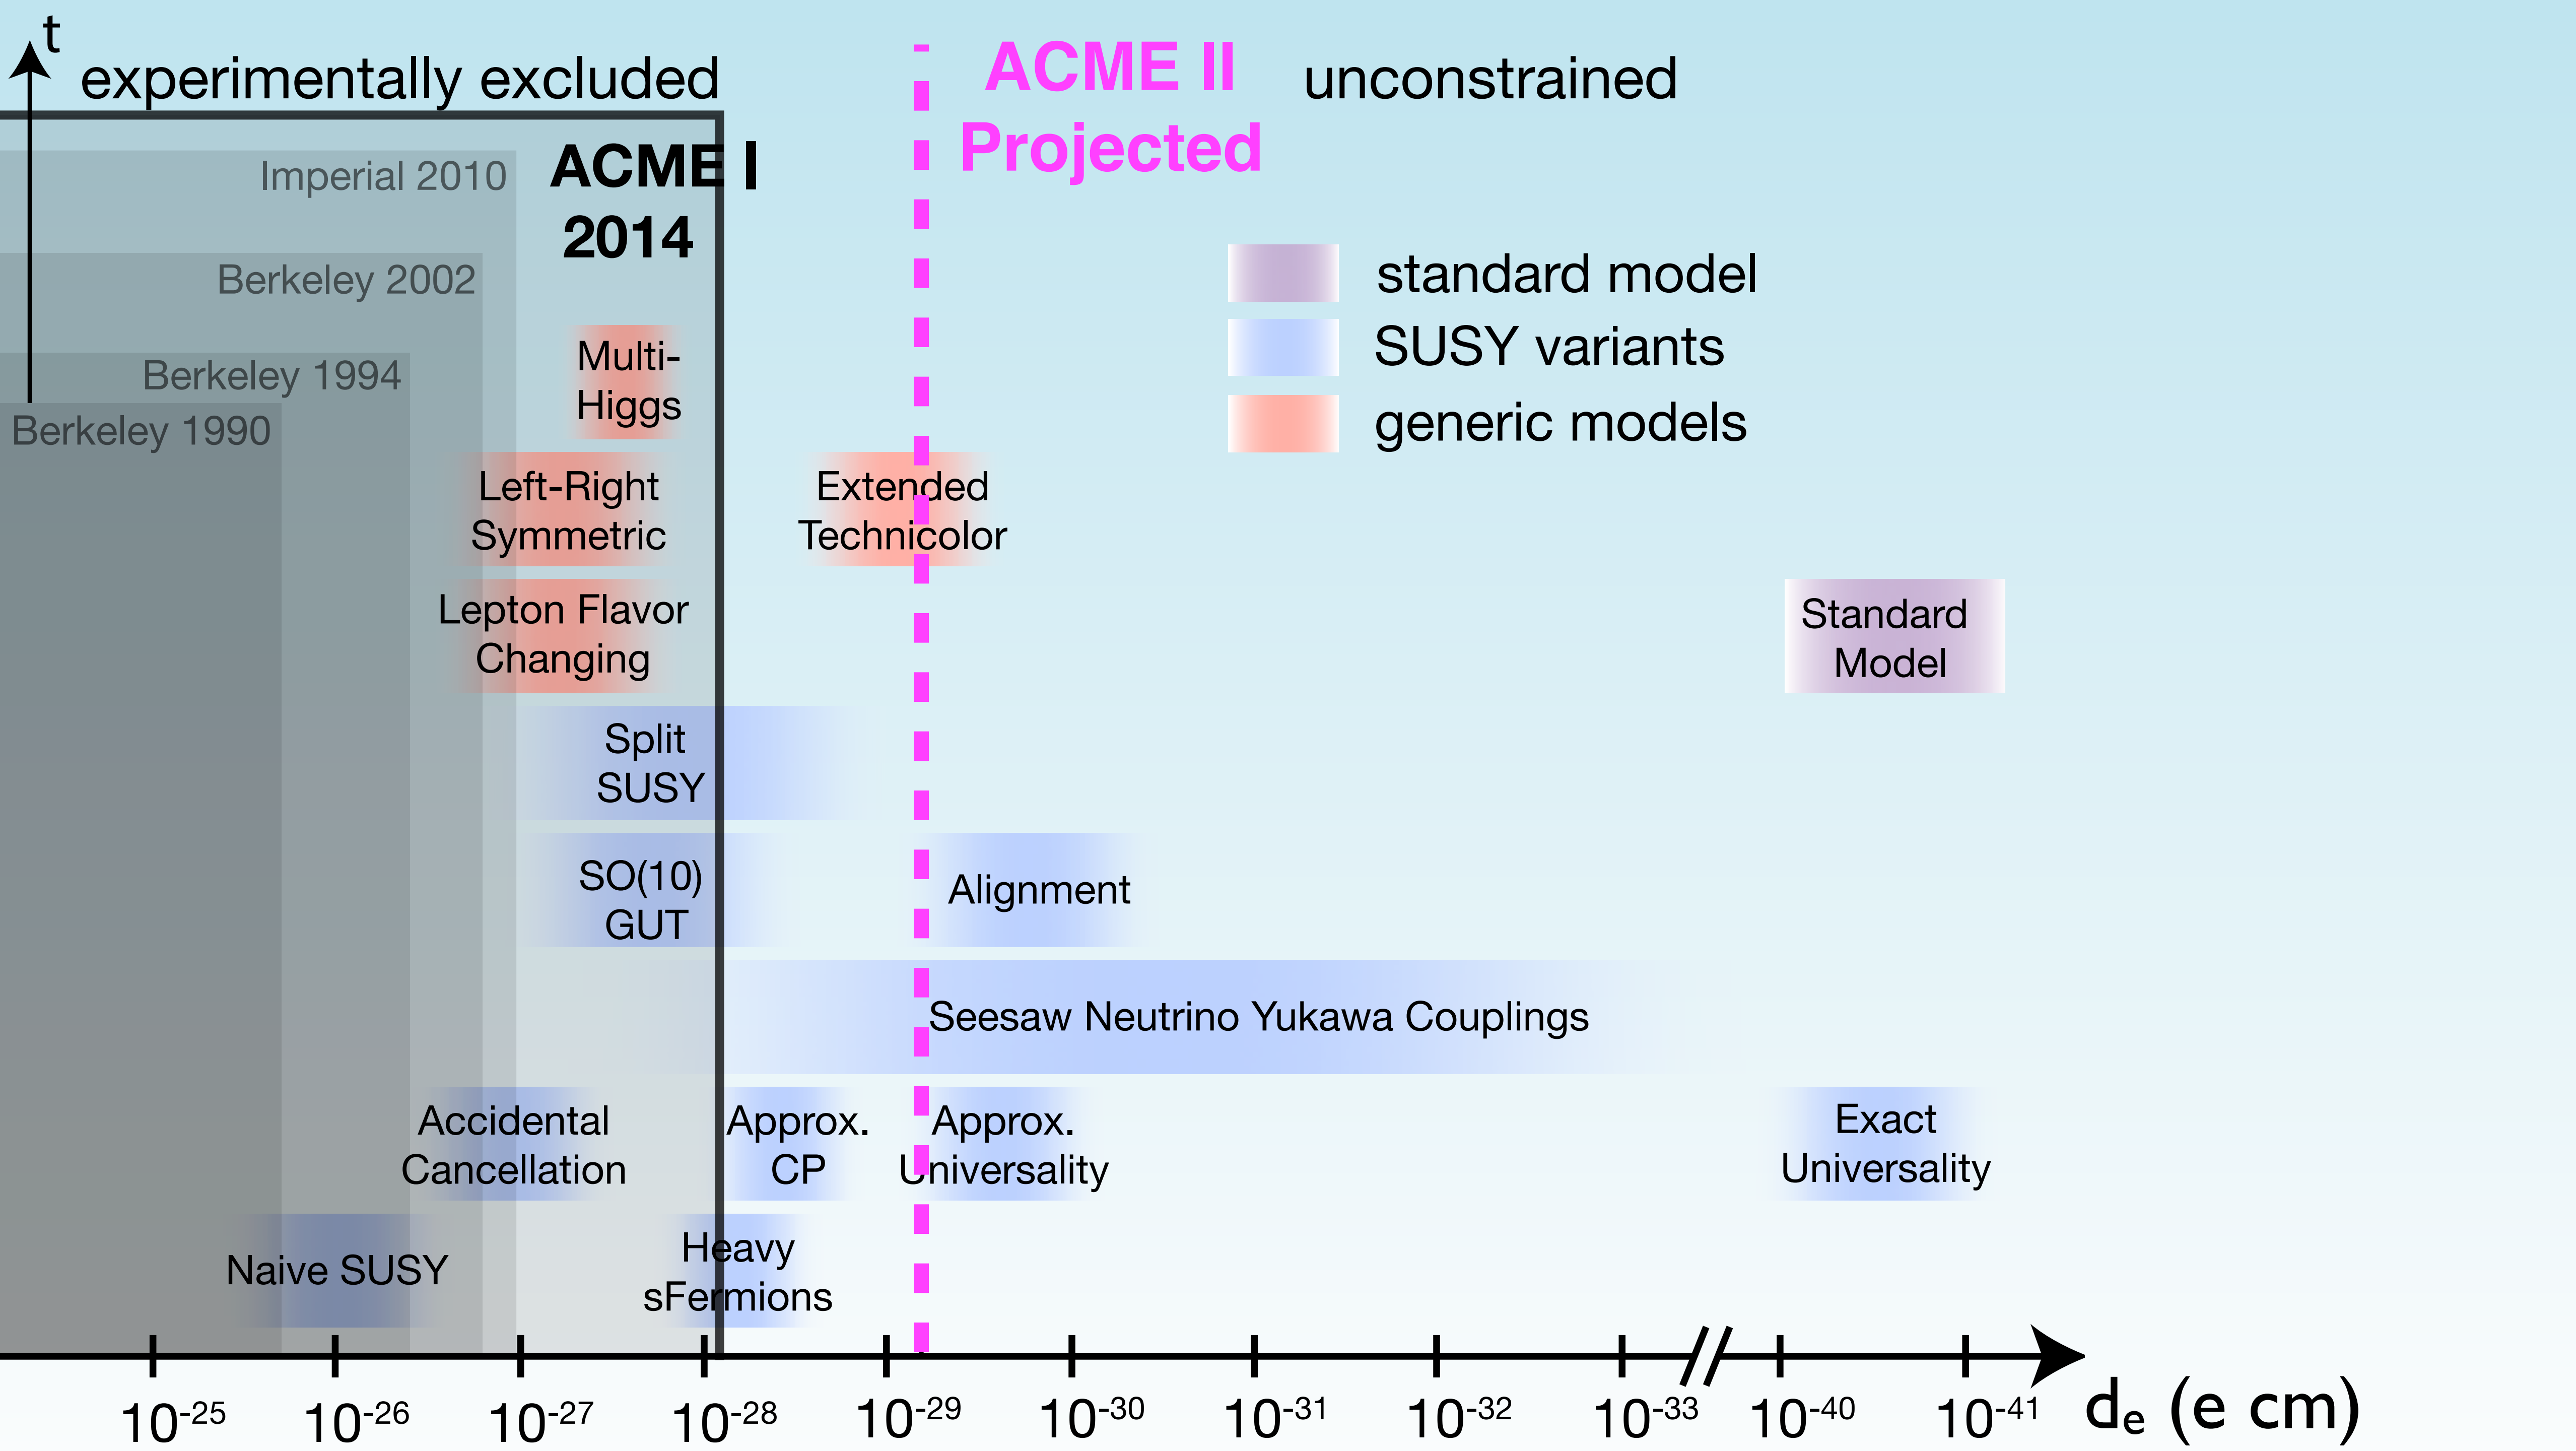 t
experimentally excluded
ACME II
Projected
unconstrained
Imperial 2010
ACME I
2014
Berkeley 2002
standard model
SUSY variants
generic models
Berkeley 1994
Berkeley 1990
Multi-
Higgs
Left-Right
Symmetric
Extended
Technicolor
Lepton Flavor
Changing
Standard
Model
Split
SUSY
SO(10)
GUT
Alignment
Seesaw Neutrino Yukawa Couplings
Accidental
Cancellation
Approx.
CP
Approx.
Universality
Exact
Universality
Naive SUSY
Heavy
sFermions
10⁻²⁵ 10⁻²⁶ 10⁻²⁷ 10⁻²⁸ 10⁻²⁹ 10⁻³⁰ 10⁻³¹ 10⁻³² 10⁻³³ 10⁻⁴⁰ 10⁻⁴¹ dₑ (e cm)